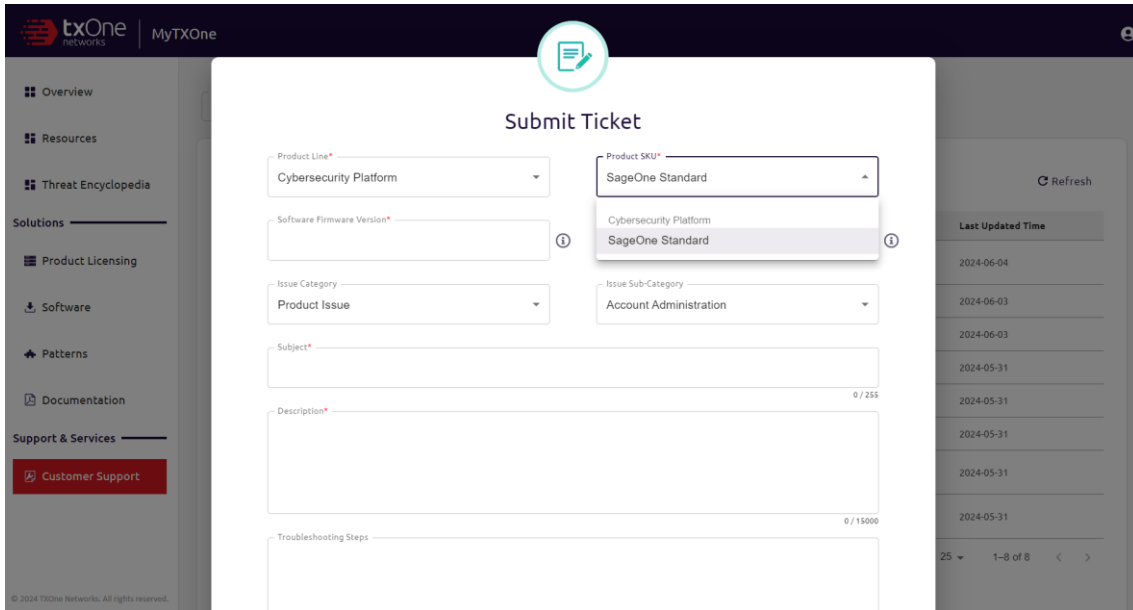 txOne
networks
MyTXOne
Overview
Resources
Threat Encyclopedia
Solutions
Product Licensing
Software
Patterns
Documentation
Support & Services
Customer Support
© 2024 TXOne Networks. All rights reserved.
Submit Ticket
Product Line*
Cybersecurity Platform
Product SKU*
SageOne Standard
Cybersecurity Platform
SageOne Standard
Software Firmware Version*
Issue Category
Product Issue
Issue Sub-Category
Account Administration
Subject*
0 / 255
Description*
0 / 15000
Troubleshooting Steps
Refresh
Last Updated Time
2024-06-04
2024-06-03
2024-06-03
2024-05-31
2024-05-31
2024-05-31
2024-05-31
2024-05-31
25 1–8 of 8